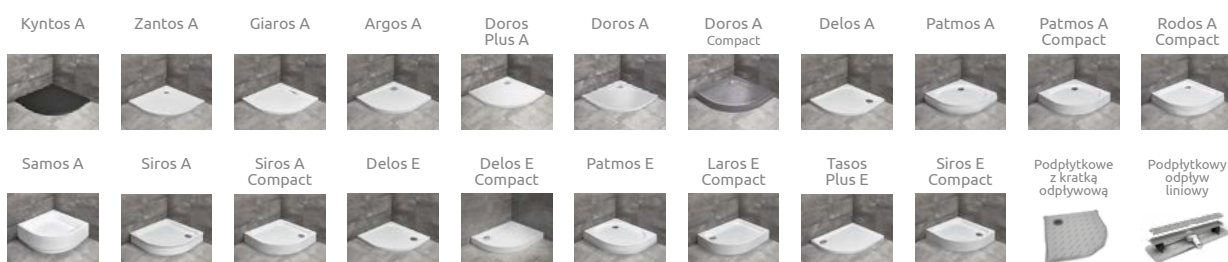 Kyntos A
Zantos A
Giaros A
Argos A
Doros
Plus A
Doros A
Doros A
Compact
Delos A
Patmos A
Patmos A
Compact
Rodos A
Compact
Samos A
Siros A
Siros A
Compact
Delos E
Delos E
Compact
Patmos E
Laros E
Compact
Tasos
Plus E
Siros E
Compact
Podpłytkowe
z kratką
odpływową
Podpłytkowy
odpływ
liniowy